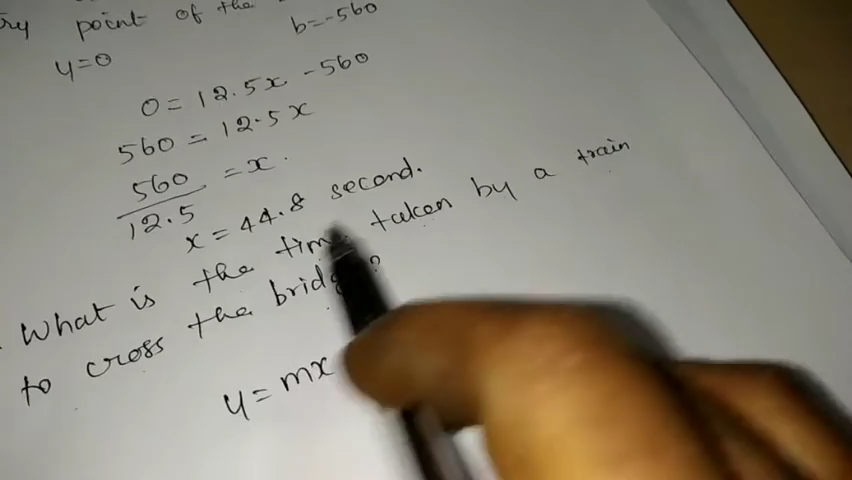 point of the
b=-560
y=0
0 = 12.5x -560
560 = 12.5x
560/12.5 = x.
x = 44.8 second.
What is the time taken by a train
to cross the bridge?
y = mx